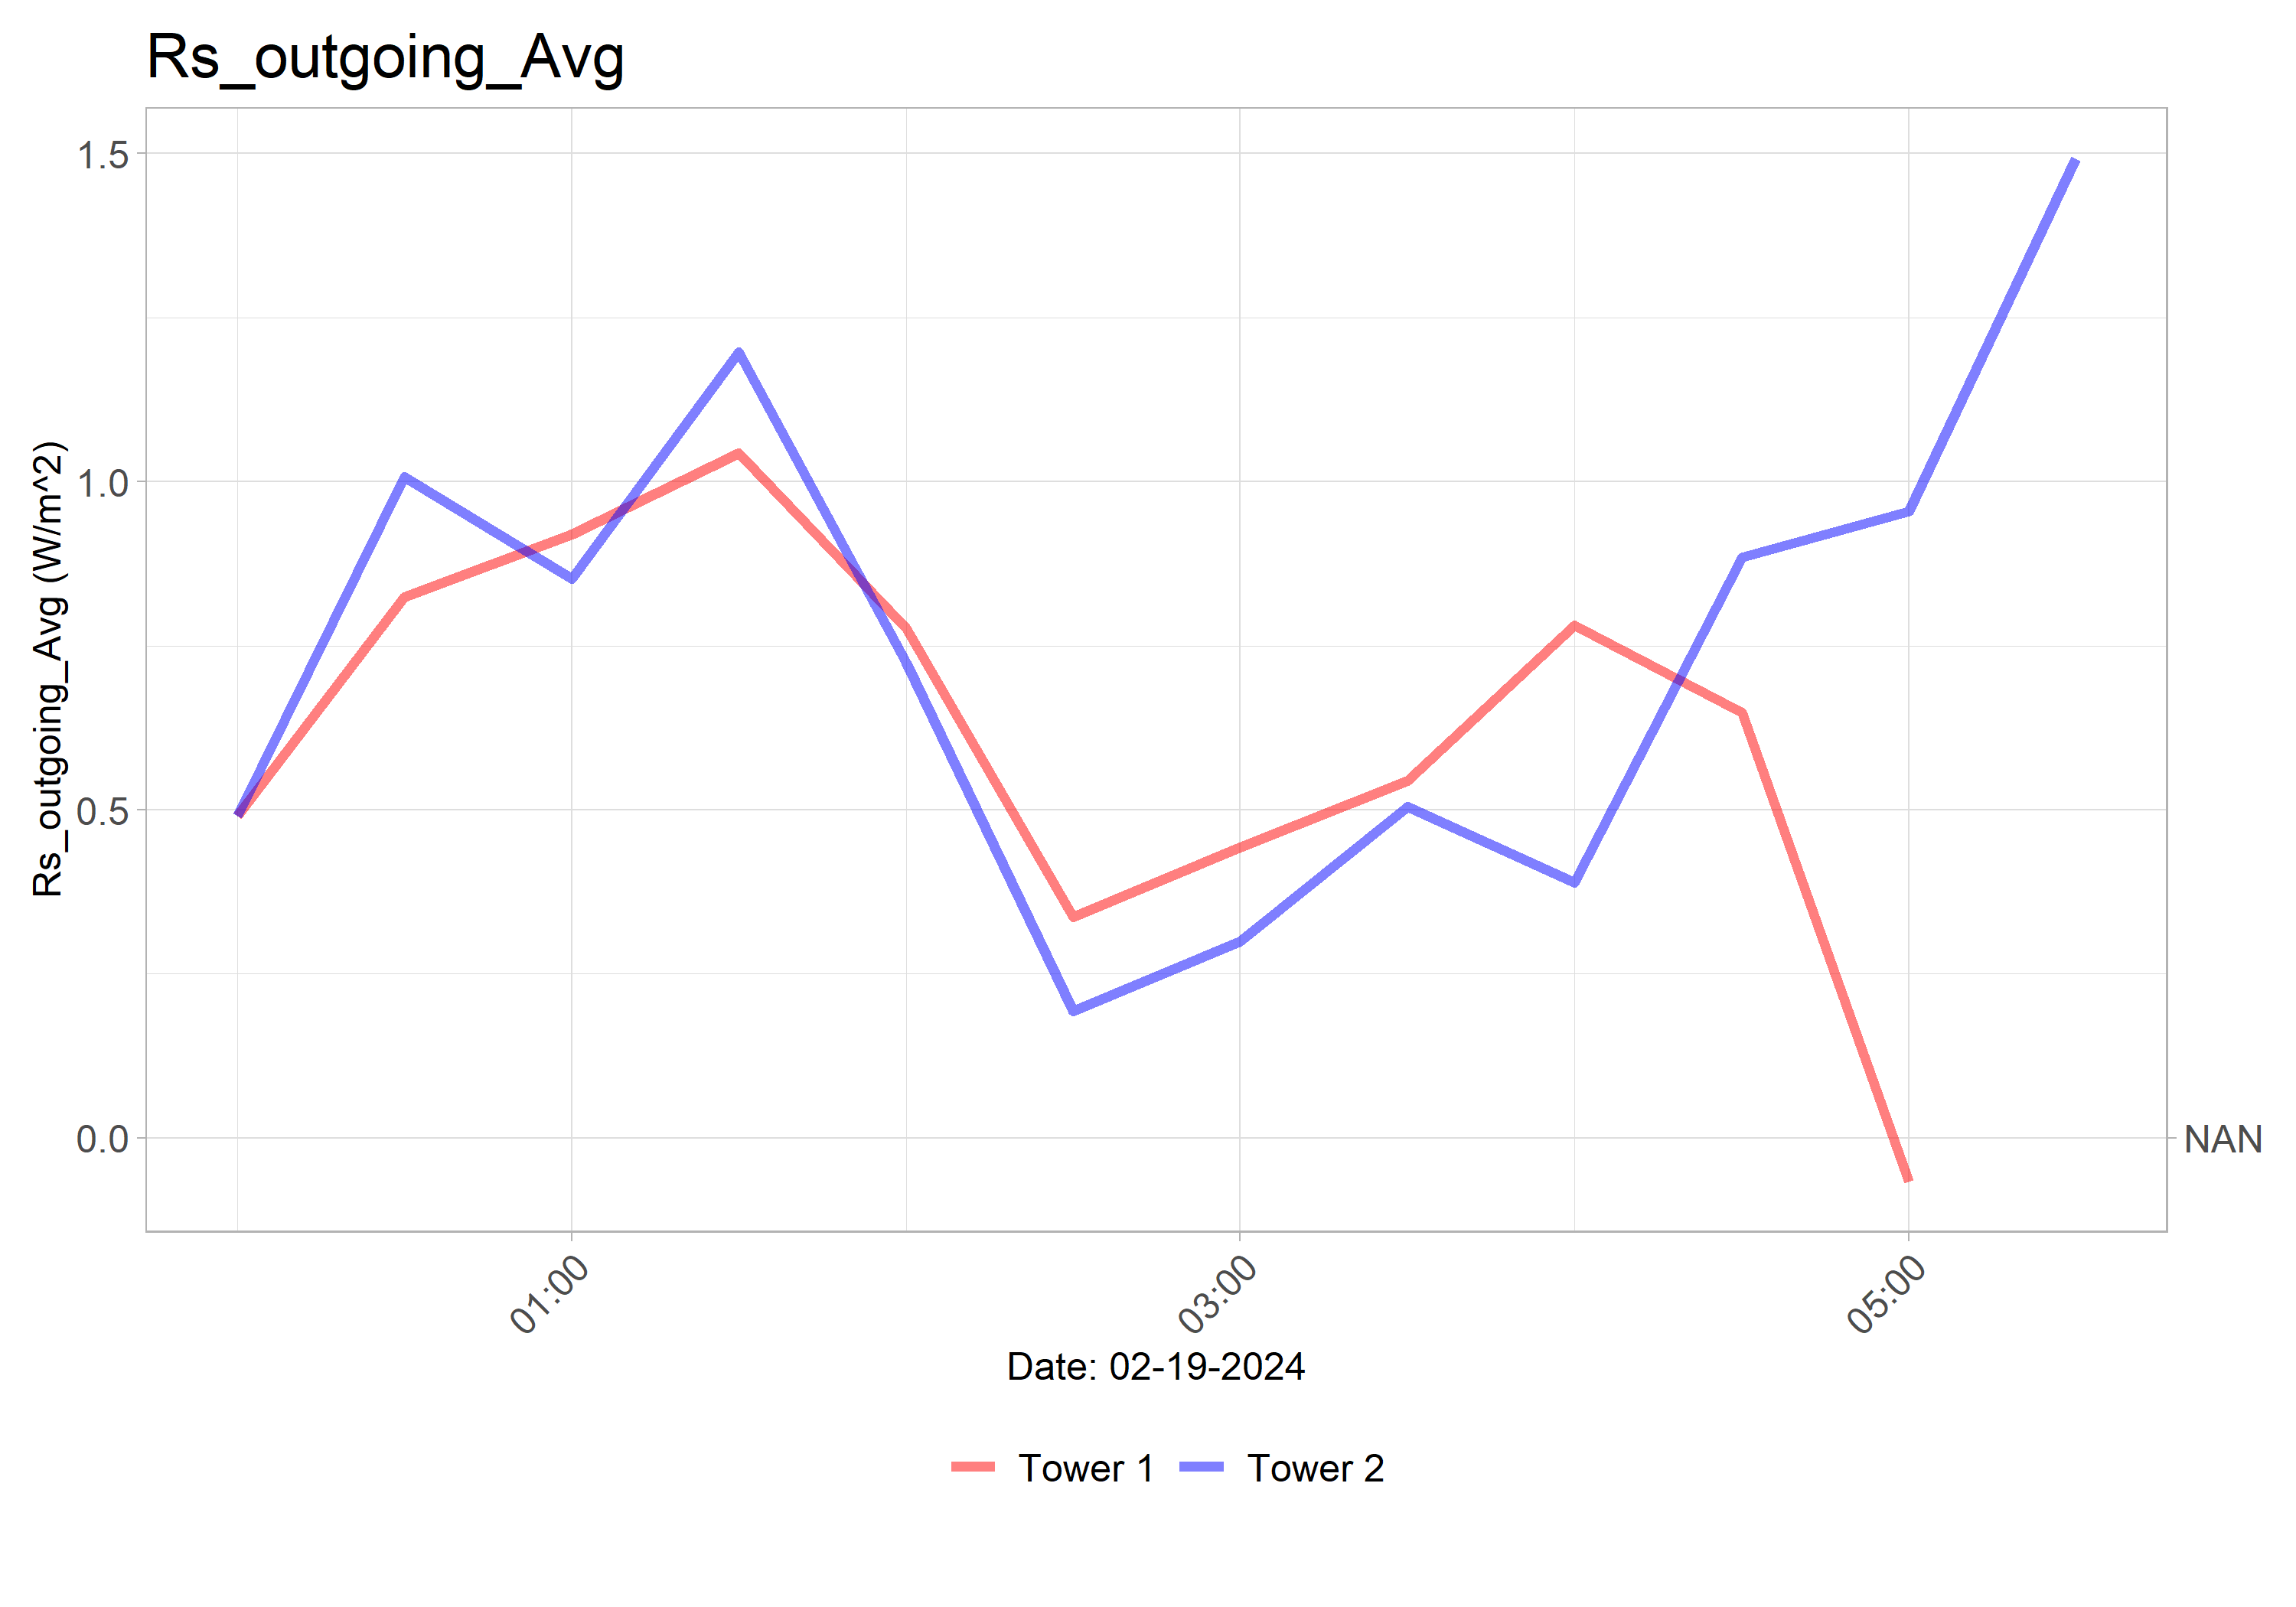 Rs_outgoing_Avg
Rs_outgoing_Avg (W/m^2)
1.5
1.0
0.5
0.0
NAN
01:00
03:00
05:00
Date: 02-19-2024
Tower 1
Tower 2